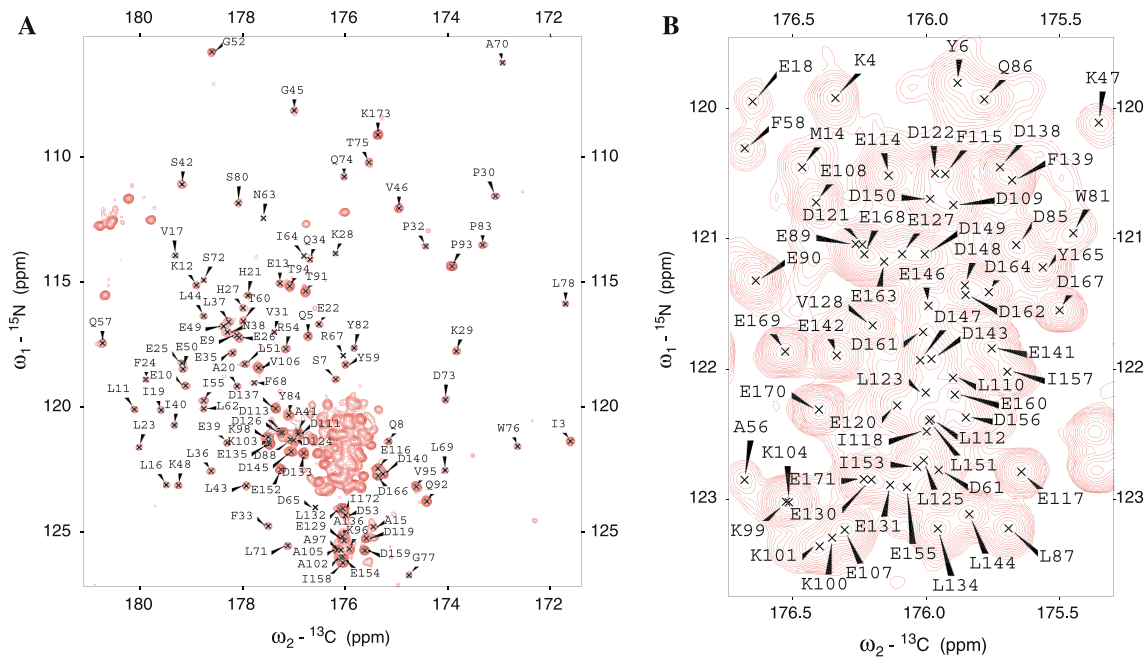 A
180 178 176 174 172
G52
A70
G45
K173
110 T75 110
Q74
S42 P30
S80 V46
N63
V17 I64 Q34 K28 P32 P83
P93
K12 S72 H21 E13 T94 T91
115 115
L44 L37 H27 T60 V31 Q5 E22 L78
Q57 E49 N38 R54 Y82 K29
E9 E26 R67
E25 E50 E35 L51 S7 Y59
F24 E10 A20 V106
L11 I19 I55 F68 D73
D137 Y84
120 I40 L62 D113 A41 120
D126 D111 Q8 W76 I3
L23 E39 K98 D124
K103 D88 E116 L69
E135 D133 D140
L16 K48 L36 D145 V95
L43 E152 D166 Q92
D65 I172
L132 D53
F33 E129 A136 A15
125 A97 K96 D119 125
L71 A105 D159 G77
A102 E154
I158
180 178 176 174 172
ω2 - 13C (ppm)
ω1 - 15N (ppm)
B
176.5 176.0 175.5
Y6
E18 K4 Q86
K47
120 120
F58 M14 D122 F115 D138
E114 F139
E108
D150 D109 W81
D121 E168 E127 D149 D85
121 E89 D148 121
E90 E146 D164 Y165
D167
V128 E163 D162
E169 E142 D147 D143
D161
122 E141 122
L123 L110 I157
E170 E160
E120 D156
A56 I118 L112
K104 I153 L151
E171 D61
123 L125 E117 123
K99 E130 E131
K101 E155 L144 L87
K100 E107 L134
176.5 176.0 175.5
ω2 - 13C (ppm)
ω1 - 15N (ppm)